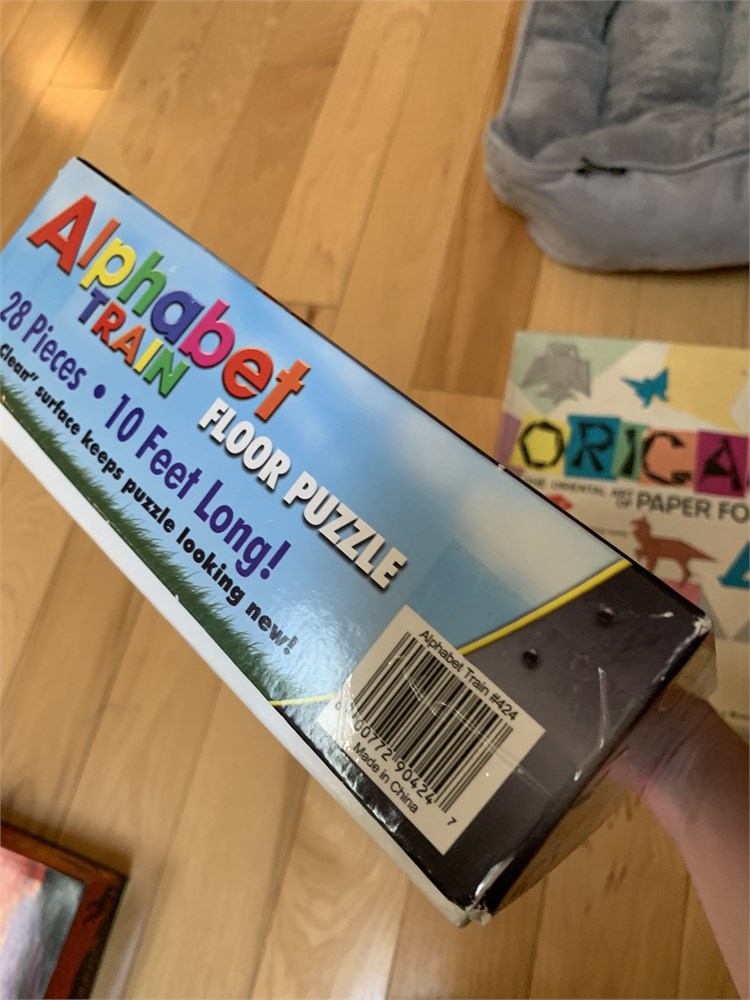 Alphabet
TRAIN
FLOOR PUZZLE
28 Pieces • 10 Feet Long!
clean" surface keeps puzzle looking new!
Alphabet Train #424
00772 90424 7
Made in China
ORIGA
THE ORIENTAL ART
OF PAPER FO